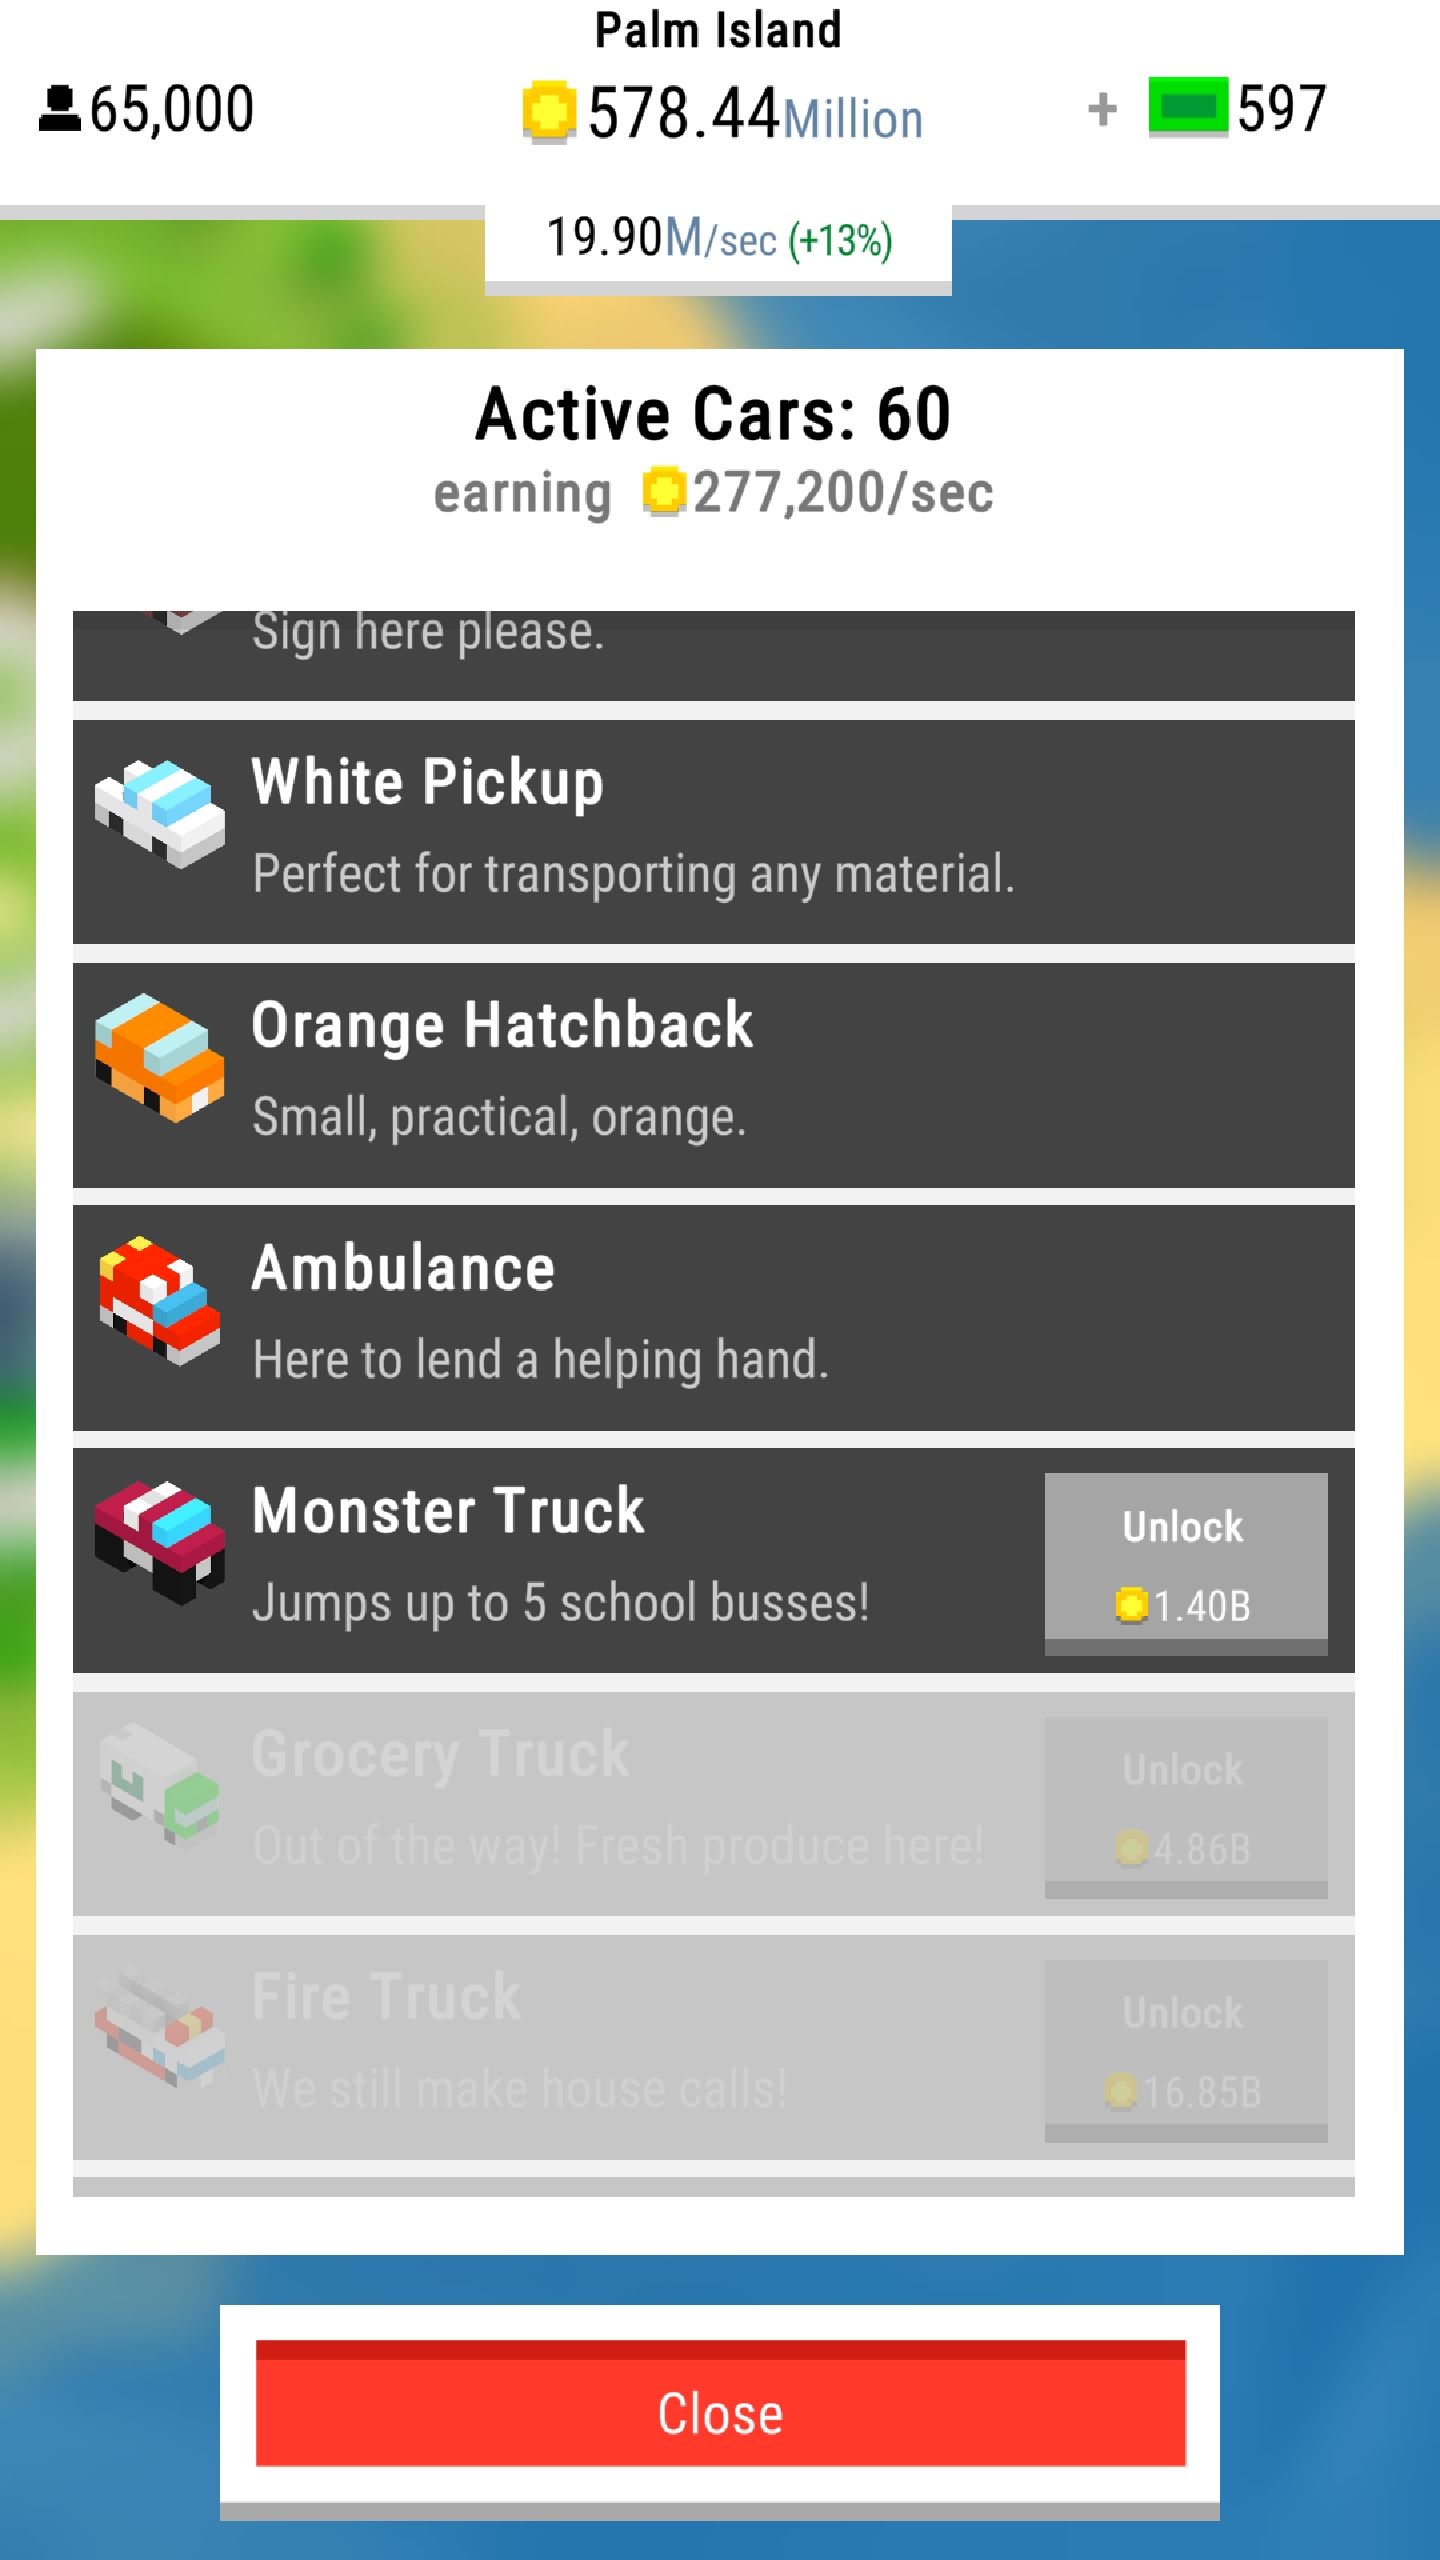 Palm Island
65,000
578.44Million
+ 597
19.90M/sec (+13%)
Active Cars: 60
earning 277,200/sec
Sign here please.
White Pickup
Perfect for transporting any material.
Orange Hatchback
Small, practical, orange.
Ambulance
Here to lend a helping hand.
Monster Truck
Unlock
Jumps up to 5 school busses!
1.40B
Grocery Truck
Unlock
Out of the way! Fresh produce here!
4.86B
Fire Truck
Unlock
We still make house calls!
16.85B
Close